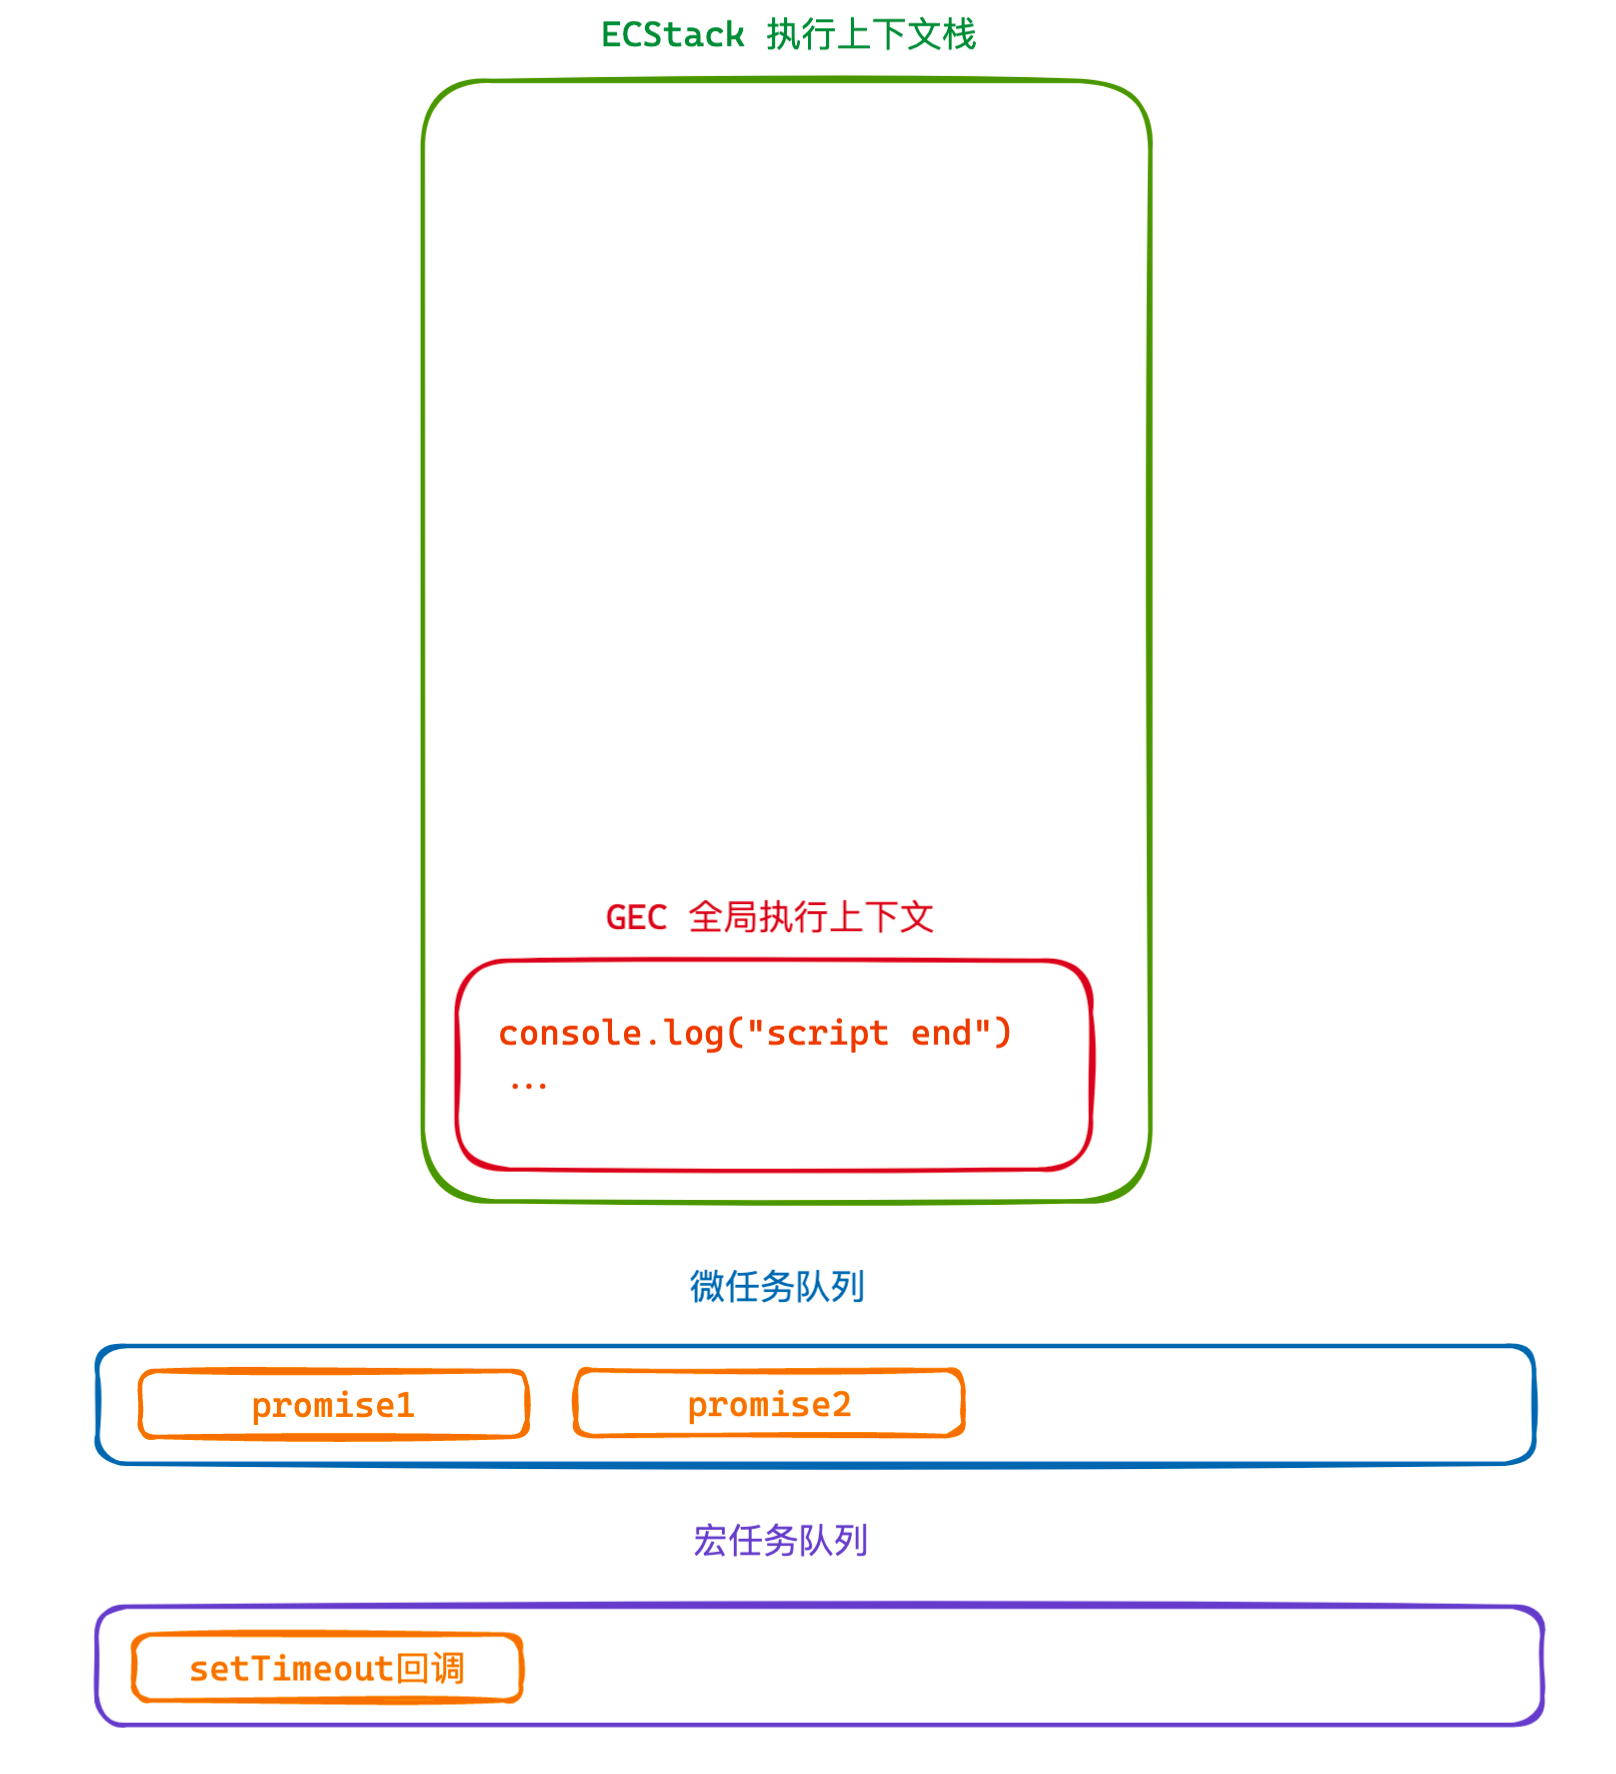 ECStack 执行上下文栈
GEC 全局执行上下文
console.log("script end")
...
微任务队列
promise1
promise2
宏任务队列
setTimeout回调